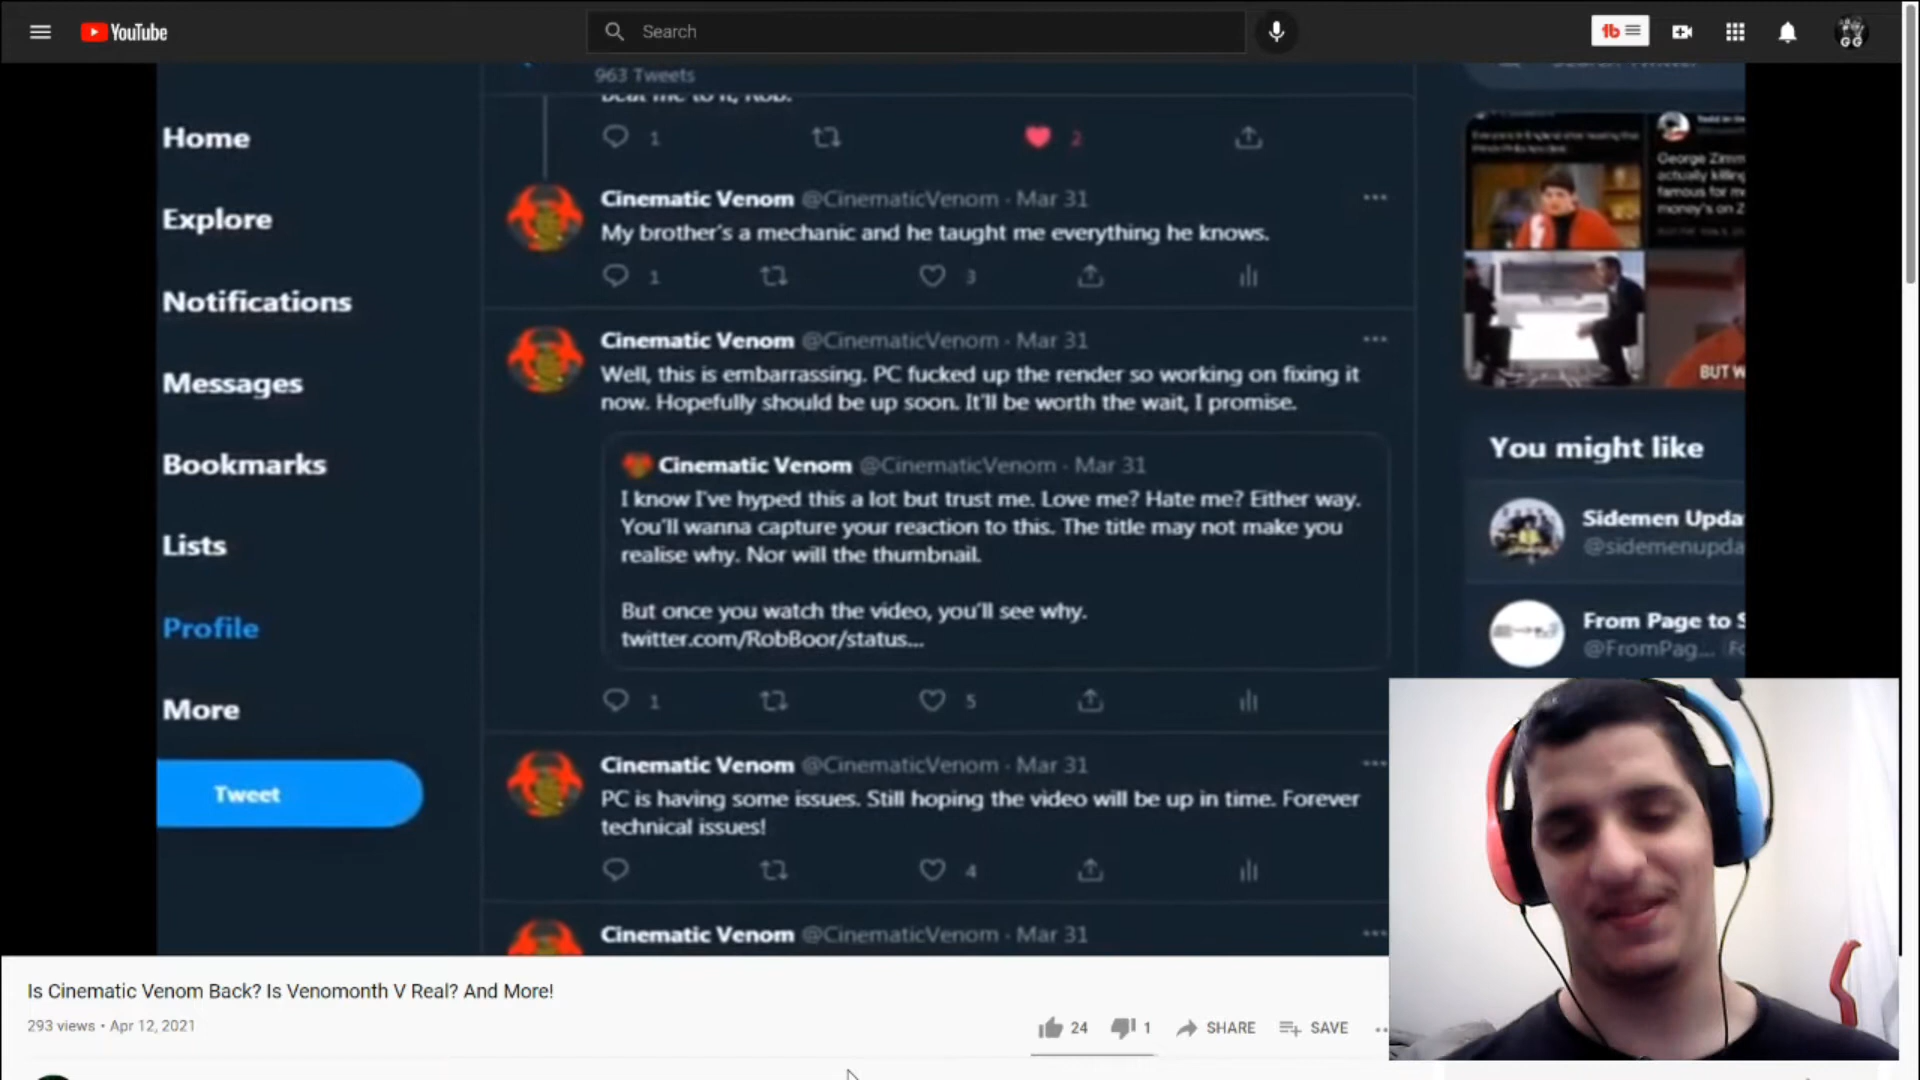 YouTube
Search
963 Tweets
beat me to it, Rob.
1
2
Home
Explore
Notifications
Messages
Bookmarks
Lists
Profile
More
Tweet
Cinematic Venom @CinematicVenom · Mar 31
My brother's a mechanic and he taught me everything he knows.
1
3
Cinematic Venom @CinematicVenom · Mar 31
Well, this is embarrassing. PC fucked up the render so working on fixing it
now. Hopefully should be up soon. It'll be worth the wait, I promise.
Cinematic Venom @CinematicVenom · Mar 31
I know I've hyped this a lot but trust me. Love me? Hate me? Either way.
You'll wanna capture your reaction to this. The title may not make you
realise why. Nor will the thumbnail.
But once you watch the video, you'll see why.
twitter.com/RobBoor/status...
1
5
Cinematic Venom @CinematicVenom · Mar 31
PC is having some issues. Still hoping the video will be up in time. Forever
technical issues!
4
Cinematic Venom @CinematicVenom · Mar 31
George Zimm
actually killing
famous for m
money's on Z
BUT W
You might like
Sidemen Upda
@sidemenupda
From Page to S
@FromPag... Fo
Is Cinematic Venom Back? Is Venomonth V Real? And More!
293 views • Apr 12, 2021
24
1
SHARE
SAVE